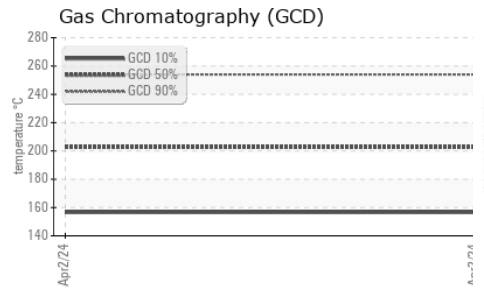 Gas Chromatography (GCD)
280
260
240
220
200
180
160
140
temperature °C
GCD 10%
GCD 50%
GCD 90%
Apr2/24